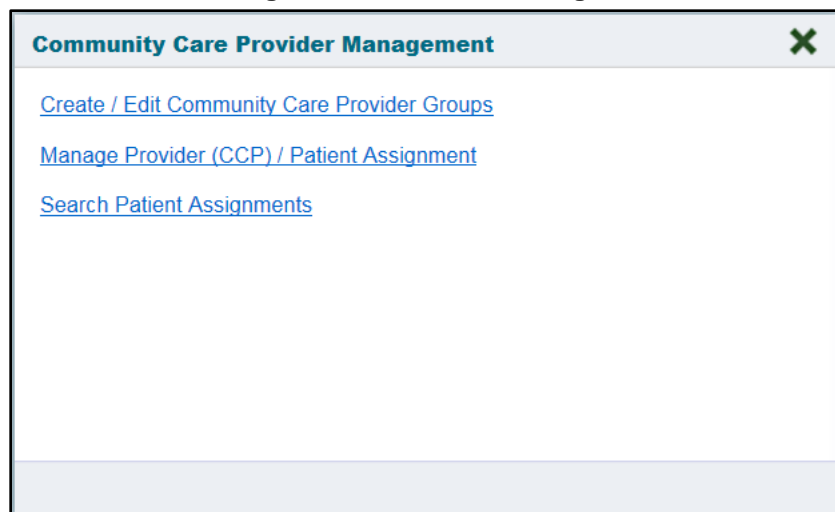 Community Care Provider Management
Create / Edit Community Care Provider Groups
Manage Provider (CCP) / Patient Assignment
Search Patient Assignments